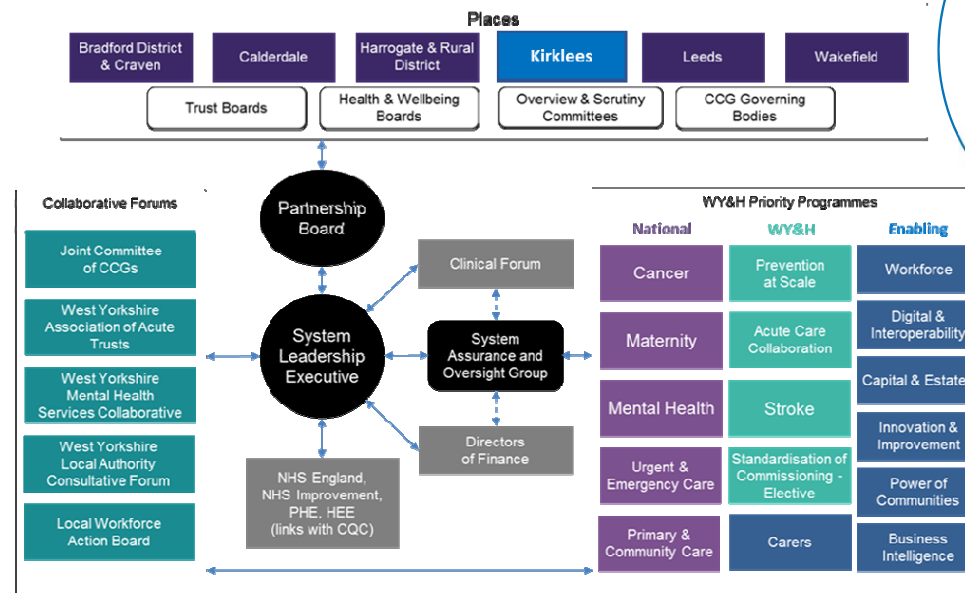 Places
Bradford District
& Craven
Calderdale
Harrogate & Rural
District
Kirklees
Leeds
Wakefield
Trust Boards
Health & Wellbeing
Boards
Overview & Scrutiny
Committees
CCG Governing
Bodies
Collaborative Forums
Joint Committee
of CCGs
West Yorkshire
Association of Acute
Trusts
West Yorkshire
Mental Health
Services Collaborative
West Yorkshire
Local Authority
Consultative Forum
Local Workforce
Action Board
Partnership
Board
System
Leadership
Executive
Clinical Forum
System
Assurance and
Oversight Group
Directors
of Finance
NHS England,
NHS Improvement,
PHE, HEE
(links with CQC)
WY&H Priority Programmes
National
Cancer
Maternity
Mental Health
Urgent &
Emergency Care
Primary &
Community Care
WY&H
Prevention
at Scale
Acute Care
Collaboration
Stroke
Standardisation of
Commissioning -
Elective
Carers
Enabling
Workforce
Digital &
Interoperability
Capital & Estate
Innovation &
Improvement
Power of
Communities
Business
Intelligence